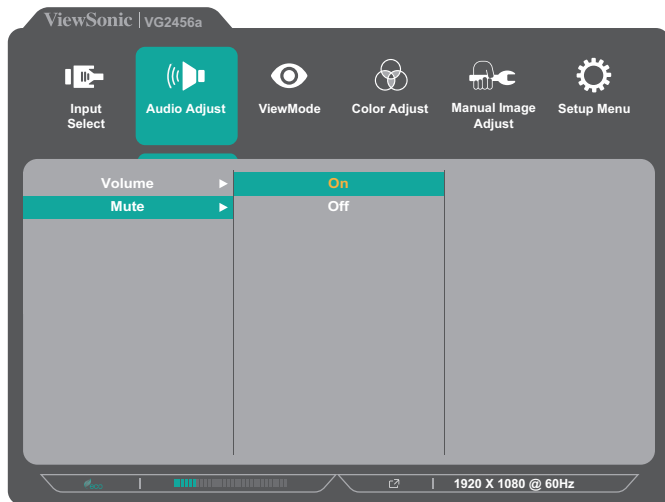 ViewSonic | VG2456a
Input Select
Audio Adjust
ViewMode
Color Adjust
Manual Image Adjust
Setup Menu
Volume
On
Mute
Off
eco
1920 X 1080 @ 60Hz